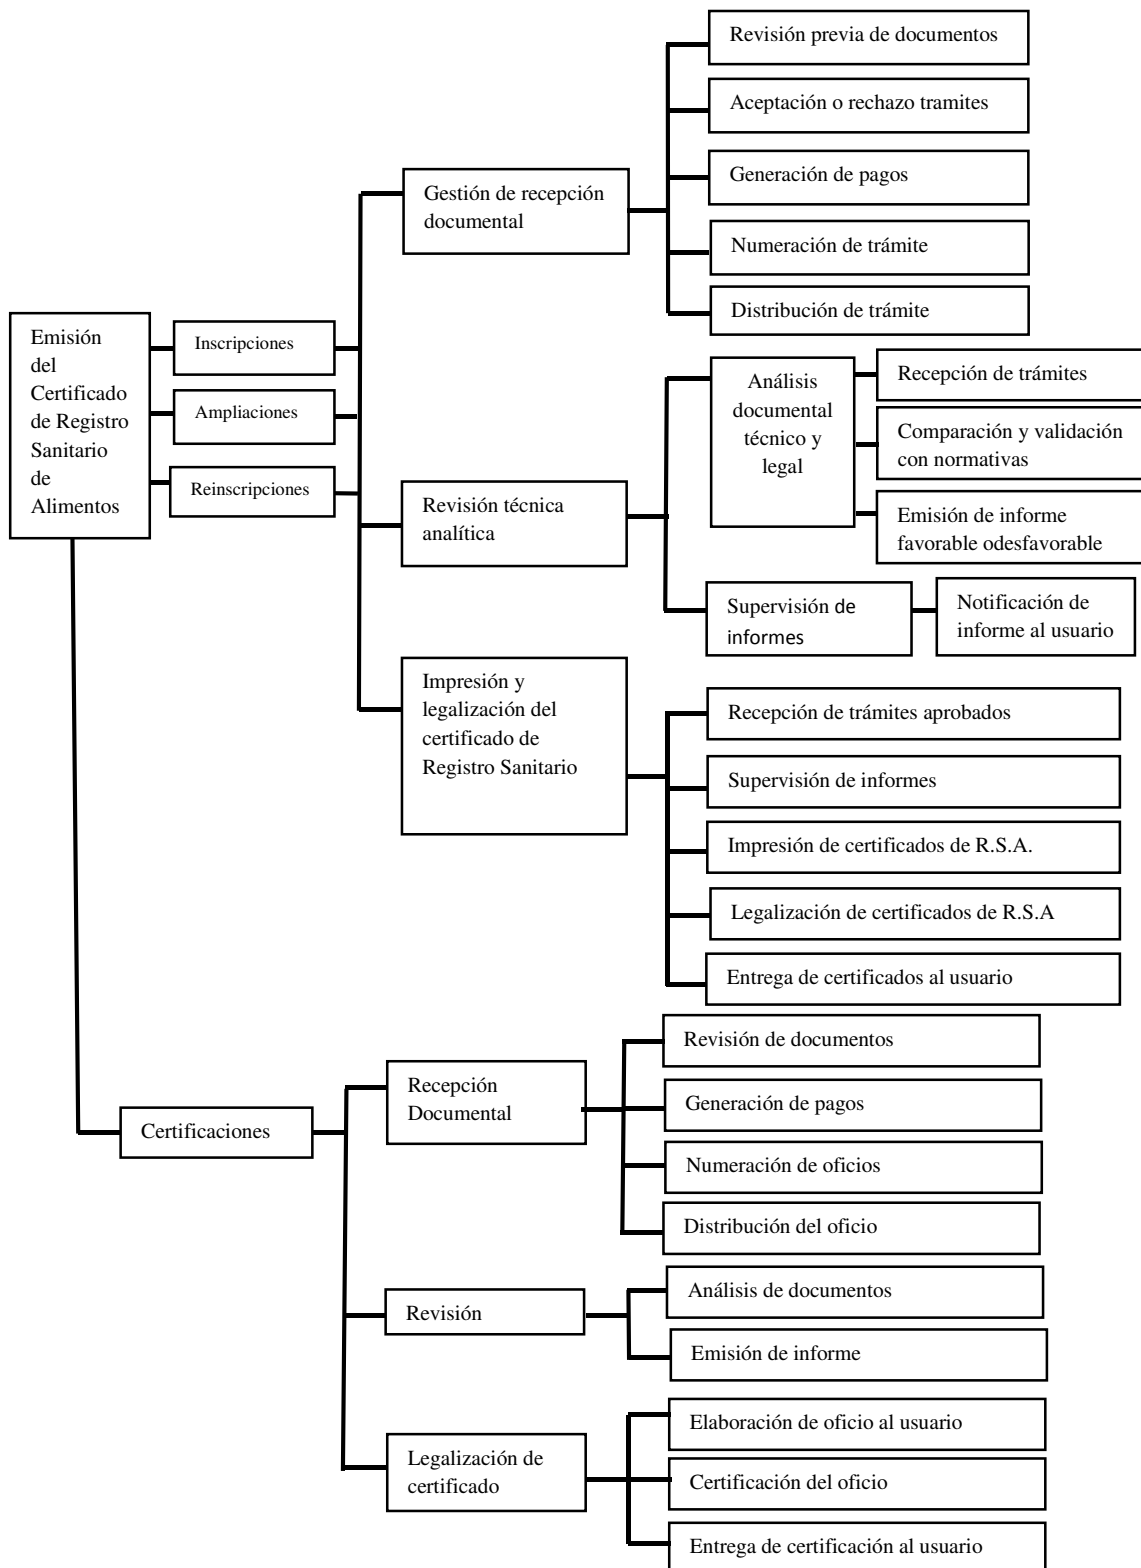 Emisión
del
Certificado
de Registro
Sanitario
de
Alimentos
Inscripciones
Ampliaciones
Reinscripciones
Gestión de recepción
documental
Revisión previa de documentos
Aceptación o rechazo tramites
Generación de pagos
Numeración de trámite
Distribución de trámite
Revisión técnica
analítica
Análisis
documental
técnico y
legal
Recepción de trámites
Comparación y validación
con normativas
Emisión de informe
favorable odesfavorable
Supervisión de
informes
Notificación de
informe al usuario
Impresión y
legalización del
certificado de
Registro Sanitario
Recepción de trámites aprobados
Supervisión de informes
Impresión de certificados de R.S.A.
Legalización de certificados de R.S.A
Entrega de certificados al usuario
Certificaciones
Recepción
Documental
Revisión de documentos
Generación de pagos
Numeración de oficios
Distribución del oficio
Revisión
Análisis de documentos
Emisión de informe
Legalización de
certificado
Elaboración de oficio al usuario
Certificación del oficio
Entrega de certificación al usuario